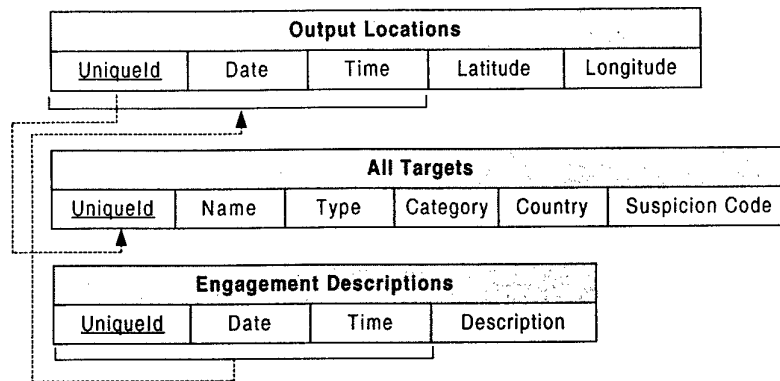 Output Locations
UniqueId Date Time Latitude Longitude
All Targets
UniqueId Name Type Category Country Suspicion Code
Engagement Descriptions
UniqueId Date Time Description